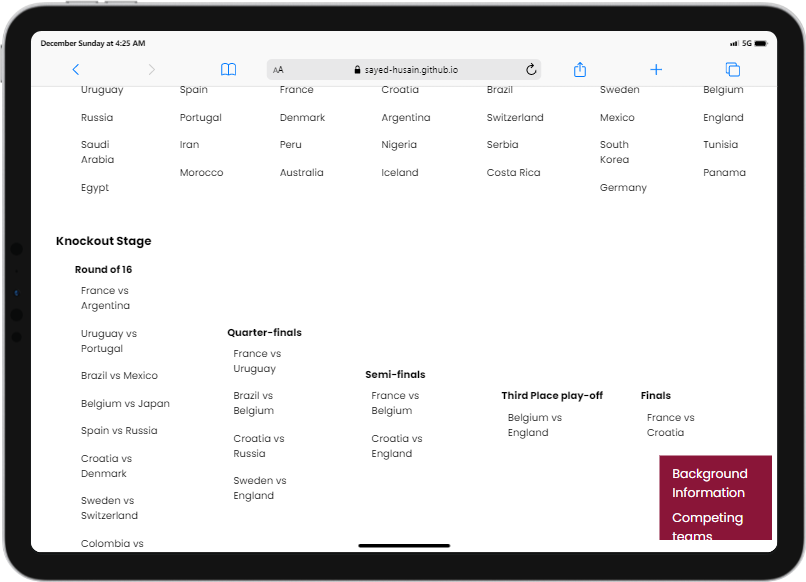 December Sunday at 4:25 AM
5G
AA
sayed-husain.github.io
Uruguay Spain France Croatia Brazil Sweden Belgium
Russia Portugal Denmark Argentina Switzerland Mexico England
Saudi Arabia Iran Peru Nigeria Serbia South Korea Tunisia
Egypt Morocco Australia Iceland Costa Rica Germany Panama
Knockout Stage
Round of 16
France vs
Argentina
Uruguay vs
Portugal
Brazil vs Mexico
Belgium vs Japan
Spain vs Russia
Croatia vs
Denmark
Sweden vs
Switzerland
Colombia vs
Quarter-finals
France vs
Uruguay
Brazil vs
Belgium
Croatia vs
Russia
Sweden vs
England
Semi-finals
France vs
Belgium
Croatia vs
England
Third Place play-off
Belgium vs
England
Finals
France vs
Croatia
Background
Information
Competing
teams